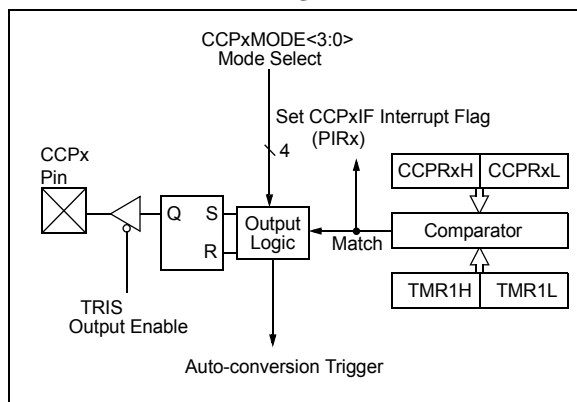 CCPxMODE<3:0>
Mode Select
Set CCPxIF Interrupt Flag
(PIRx)
4
CCPx
Pin
CCPRxH CCPRxL
Q S
R
Output
Logic
Match
Comparator
TMR1H TMR1L
TRIS
Output Enable
Auto-conversion Trigger